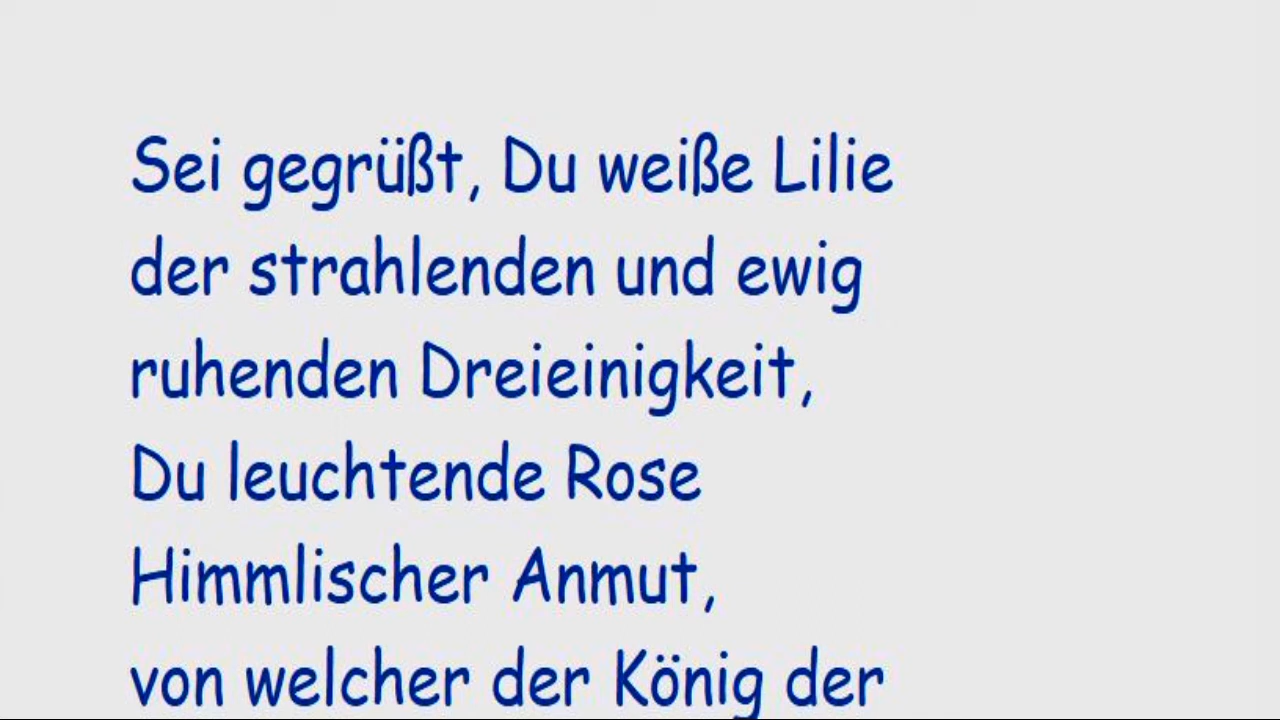 Sei gegrüßt, Du weiße Lilie
der strahlenden und ewig
ruhenden Dreieinigkeit,
Du leuchtende Rose
Himmlischer Anmut,
von welcher der König der